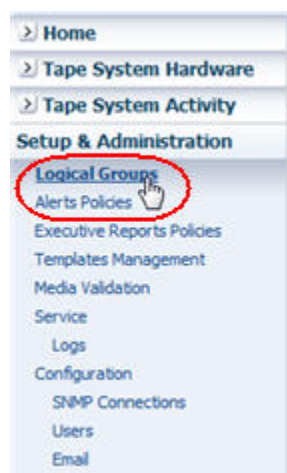 Home
Tape System Hardware
Tape System Activity
Setup & Administration
Logical Groups
Alerts Policies
Executive Reports Policies
Templates Management
Media Validation
Service
Logs
Configuration
SNMP Connections
Users
Email